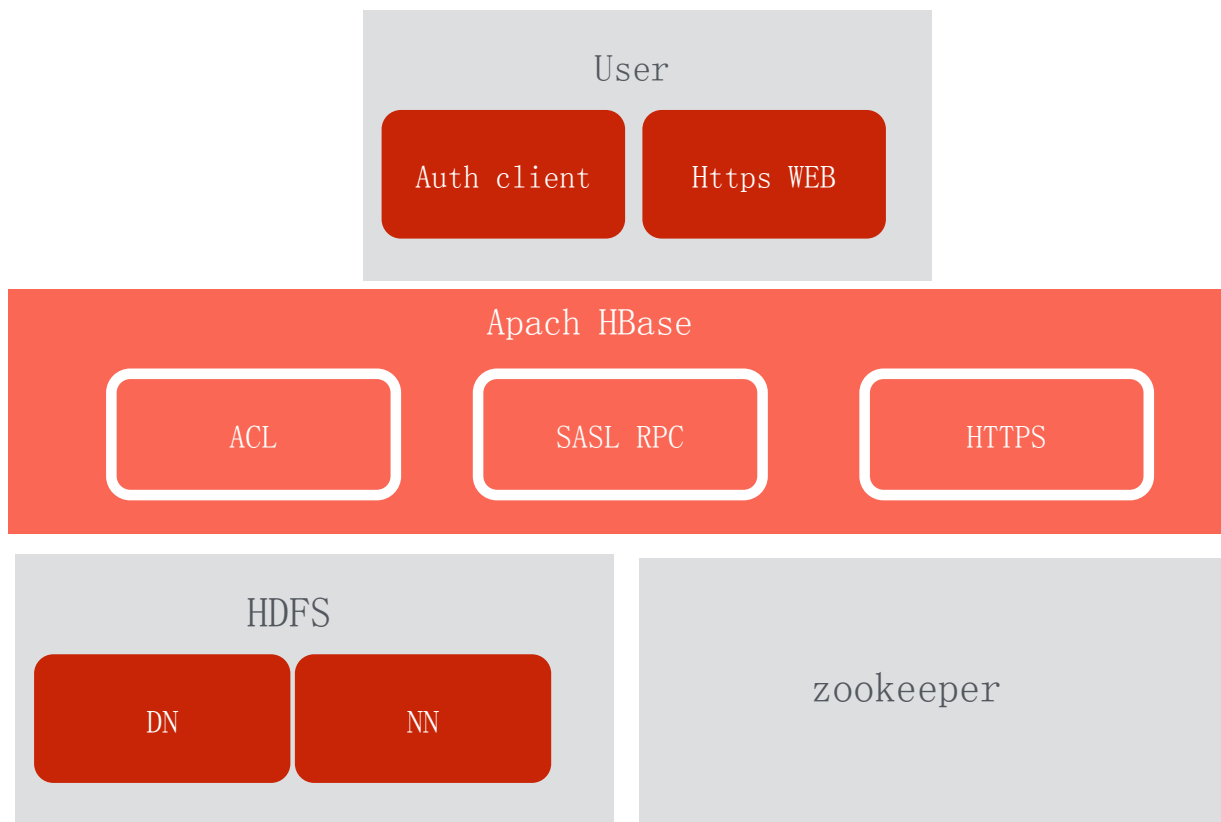 User
Auth client
Https WEB
Apach HBase
ACL
SASL RPC
HTTPS
HDFS
DN
NN
zookeeper